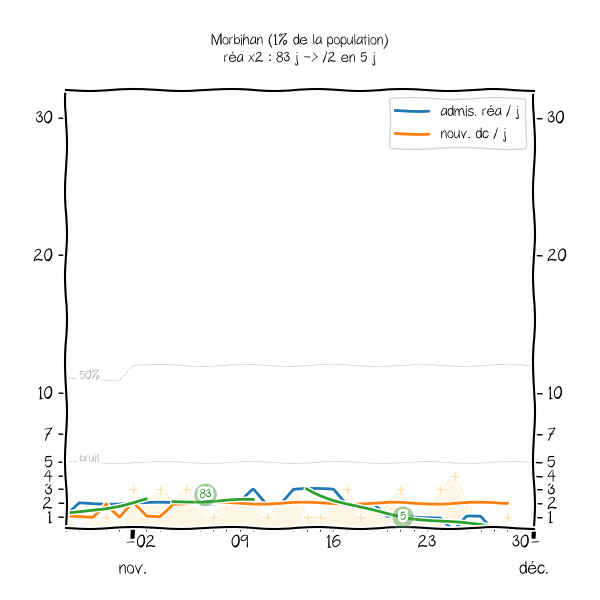 Morbihan (1% de la population)
réa x2 : 83 j -> /2 en 5 j
admis. réa / j
nouv. dc / j
30 30
20 20
50%
10 10
7 7
bruit
5 5
4 4
3 3
2 2
1 1
83
5
02 09 16 23 30
nov. déc.